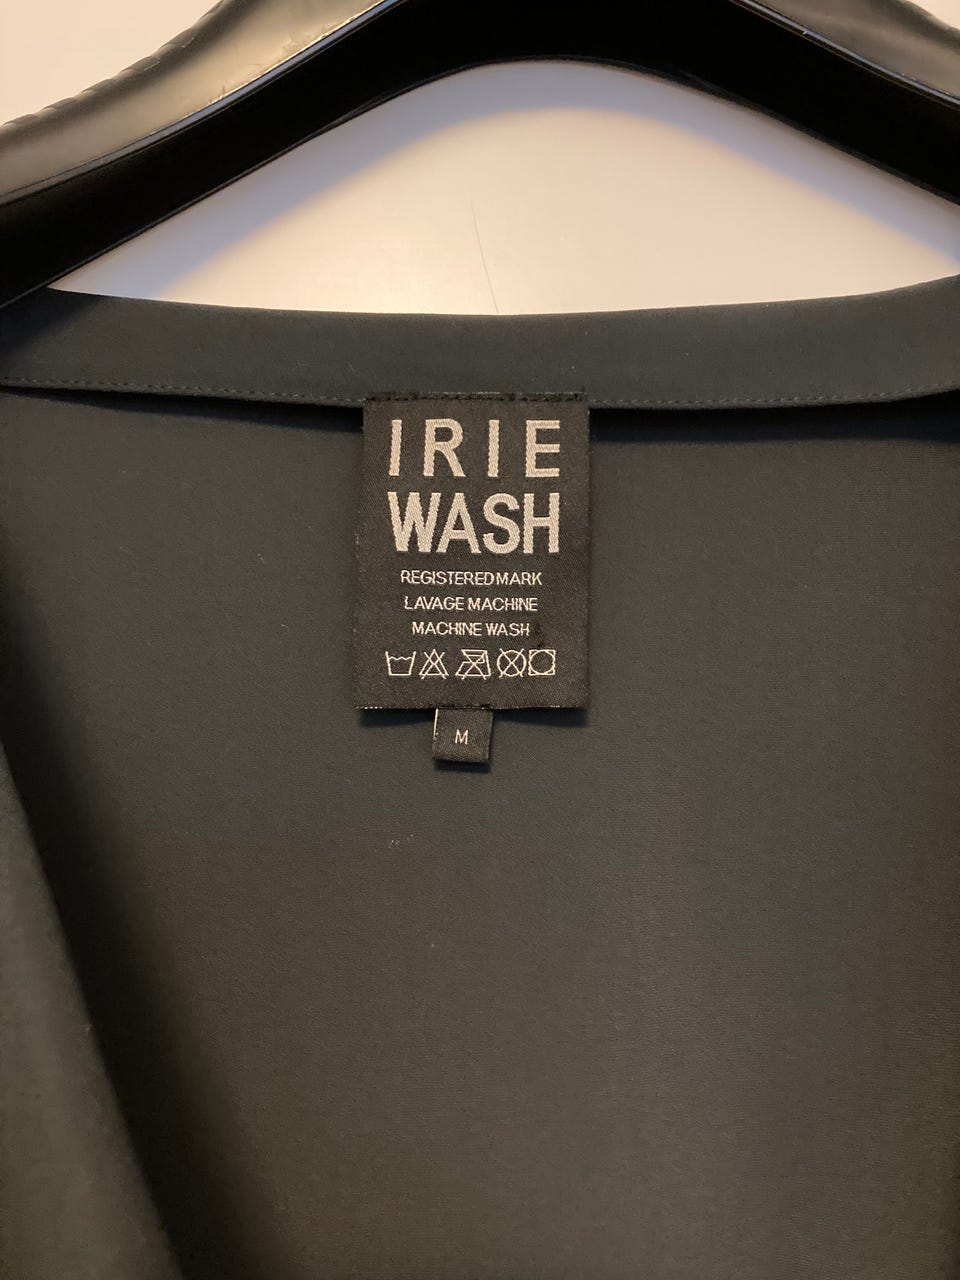 IRIE
WASH
REGISTERED MARK
LAVAGE MACHINE
MACHINE WASH
M